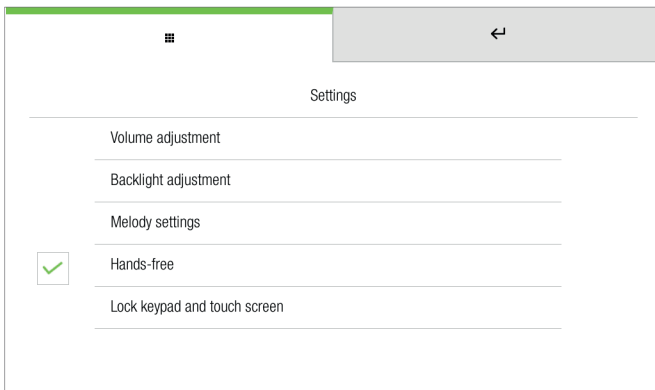 Settings
Volume adjustment
Backlight adjustment
Melody settings
Hands-free
Lock keypad and touch screen